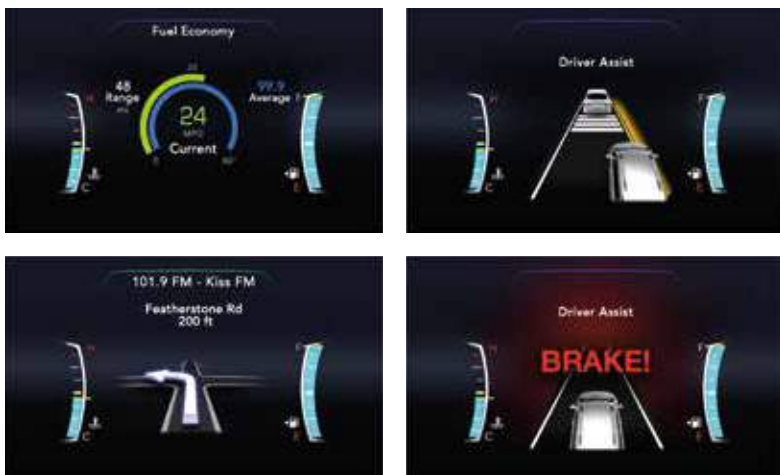 Fuel Economy
48
Range
99.9
Average
H
F
24
MPG
Current
0
C
E
Driver Assist
H
F
C
E
101.9 FM - Kiss FM
Featherstone Rd
200 ft
H
F
C
E
Driver Assist
BRAKE!
H
F
C
E